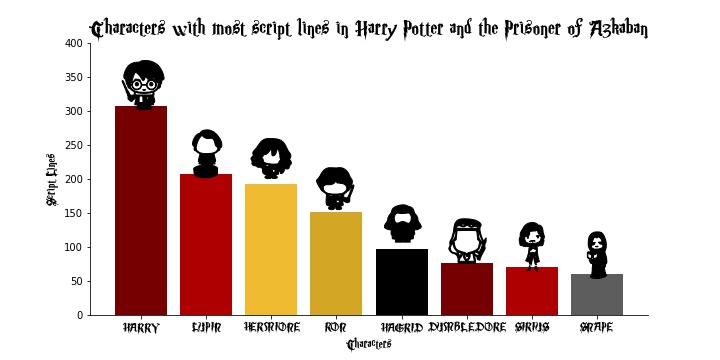 Characters with most script lines in Harry Potter and the Prisoner of Azkaban
400
350
300
250
200
150
100
50
0
Script Lines
HARRY LUPIN HERMIONE RON HAGRID DUMBLEDORE SIRIUS SNAPE
Characters